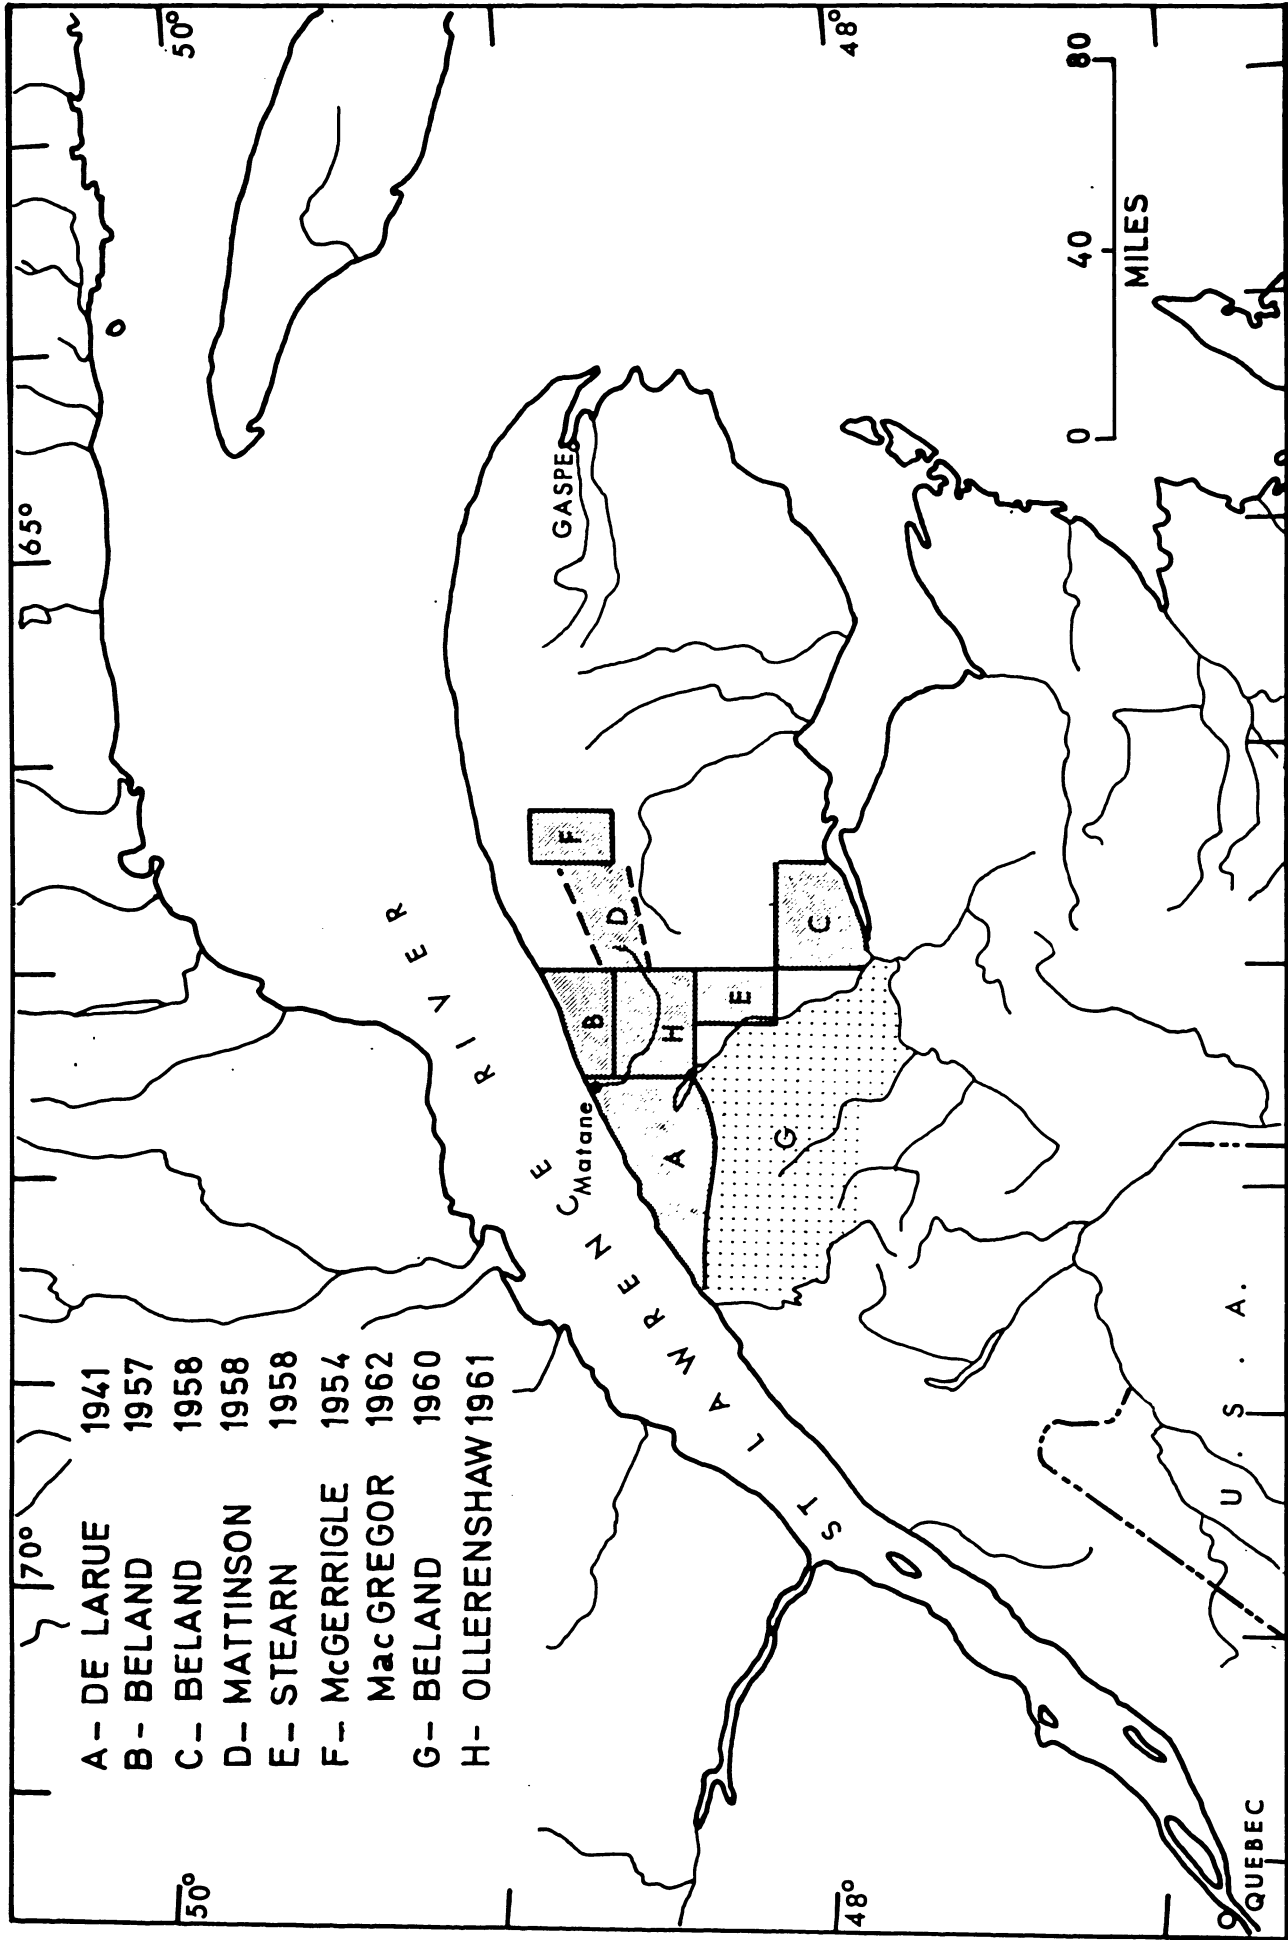 70°
65°
50°
50°
A– DE LARUE 1941
B- BELAND 1957
C– BELAND 1958
D– MATTINSON 1958
E– STEARN 1958
F– McGERRIGLE 1954
MacGREGOR 1962
G– BELAND 1960
H- OLLERENSHAW 1961
ST LAWRENCE RIVER
Matane
GASPE
A
B
C
D
E
F
G
H
48°
48°
0 40 80
MILES
U. S. A.
QUEBEC